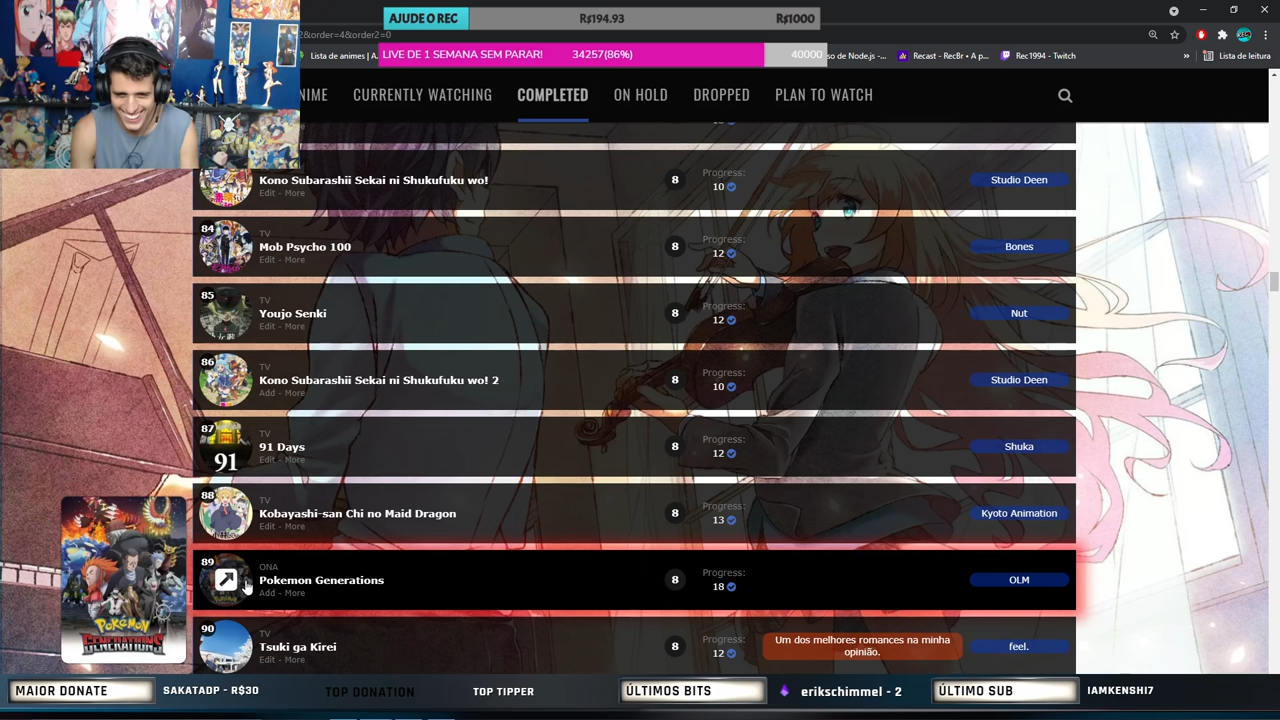 AJUDE O REC R$194.93 R$1000
2&order=4&order2=0
LIVE DE 1 SEMANA SEM PARAR! 34257(86%) 40000
Lista de animes | A... so de Node.js -... Recast - RecBr • A p... Rec1994 - Twitch » Lista de leitura
NIME CURRENTLY WATCHING COMPLETED ON HOLD DROPPED PLAN TO WATCH
Kono Subarashii Sekai ni Shukufuku wo! 8 Progress: Studio Deen
Edit - More 10
84 TV
Mob Psycho 100 8 Progress: Bones
Edit - More 12
85 TV
Youjo Senki 8 Progress: Nut
Edit - More 12
86 TV
Kono Subarashii Sekai ni Shukufuku wo! 2 8 Progress: Studio Deen
Add - More 10
87 TV
91 Days 8 Progress: Shuka
Edit - More 12
91
88 TV
Kobayashi-san Chi no Maid Dragon 8 Progress: Kyoto Animation
Edit - More 13
89 ONA
Pokemon Generations 8 Progress: OLM
Add - More 18
POKéMON
GENERATIONS
90 TV
Tsuki ga Kirei 8 Progress: Um dos melhores romances na minha feel.
Edit - More 12 opinião.
MAIOR DONATE SAKATADP - R$30 TOP DONATION TOP TIPPER ÚLTIMOS BITS erikschimmel - 2 ÚLTIMO SUB IAMKENSHI7